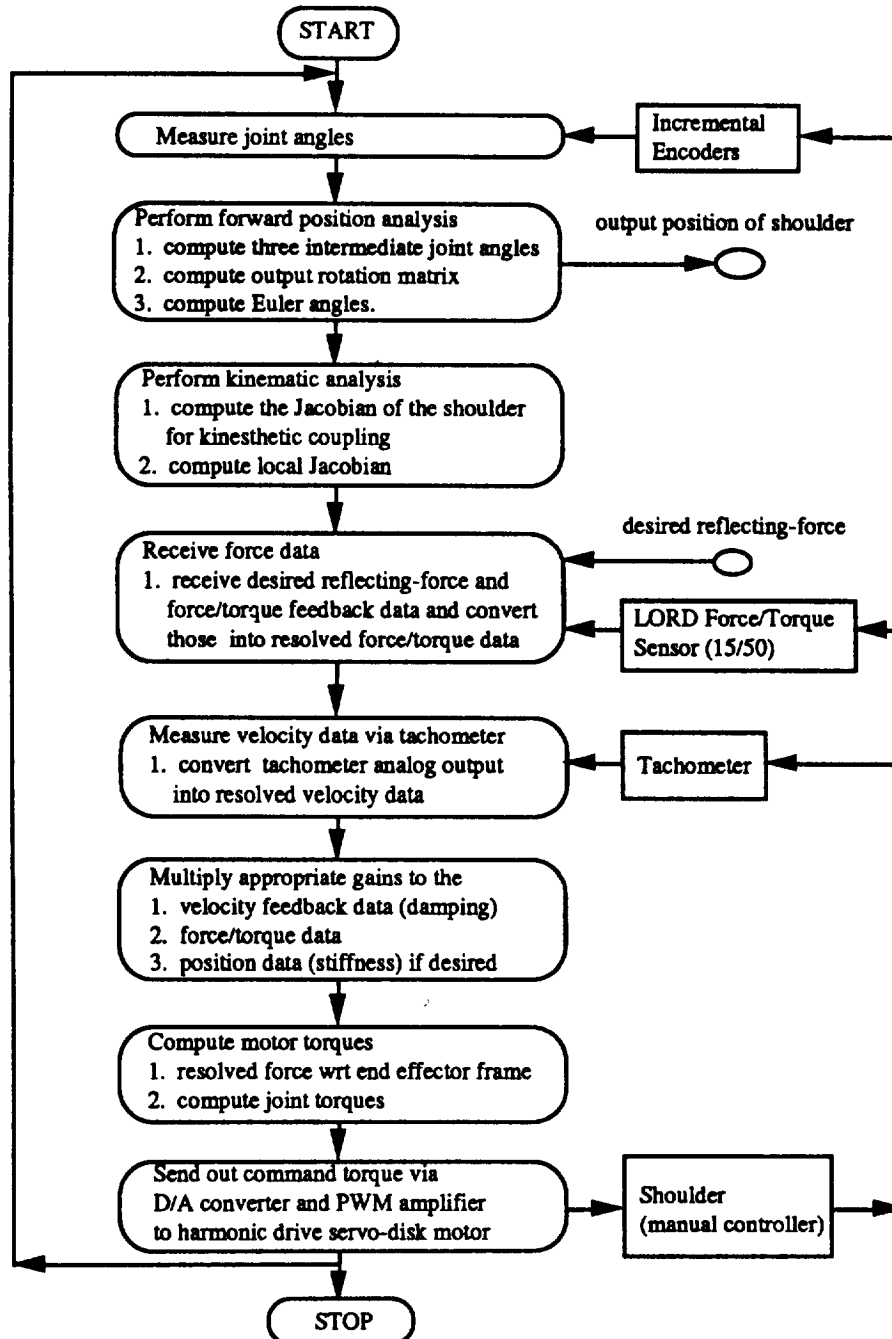 START
Measure joint angles
Incremental
Encoders
Perform forward position analysis
1. compute three intermediate joint angles
2. compute output rotation matrix
3. compute Euler angles.
output position of shoulder
Perform kinematic analysis
1. compute the Jacobian of the shoulder
for kinesthetic coupling
2. compute local Jacobian
desired reflecting-force
Receive force data
1. receive desired reflecting-force and
force/torque feedback data and convert
those into resolved force/torque data
LORD Force/Torque
Sensor (15/50)
Measure velocity data via tachometer
1. convert tachometer analog output
into resolved velocity data
Tachometer
Multiply appropriate gains to the
1. velocity feedback data (damping)
2. force/torque data
3. position data (stiffness) if desired
Compute motor torques
1. resolved force wrt end effector frame
2. compute joint torques
Send out command torque via
D/A converter and PWM amplifier
to harmonic drive servo-disk motor
Shoulder
(manual controller)
STOP